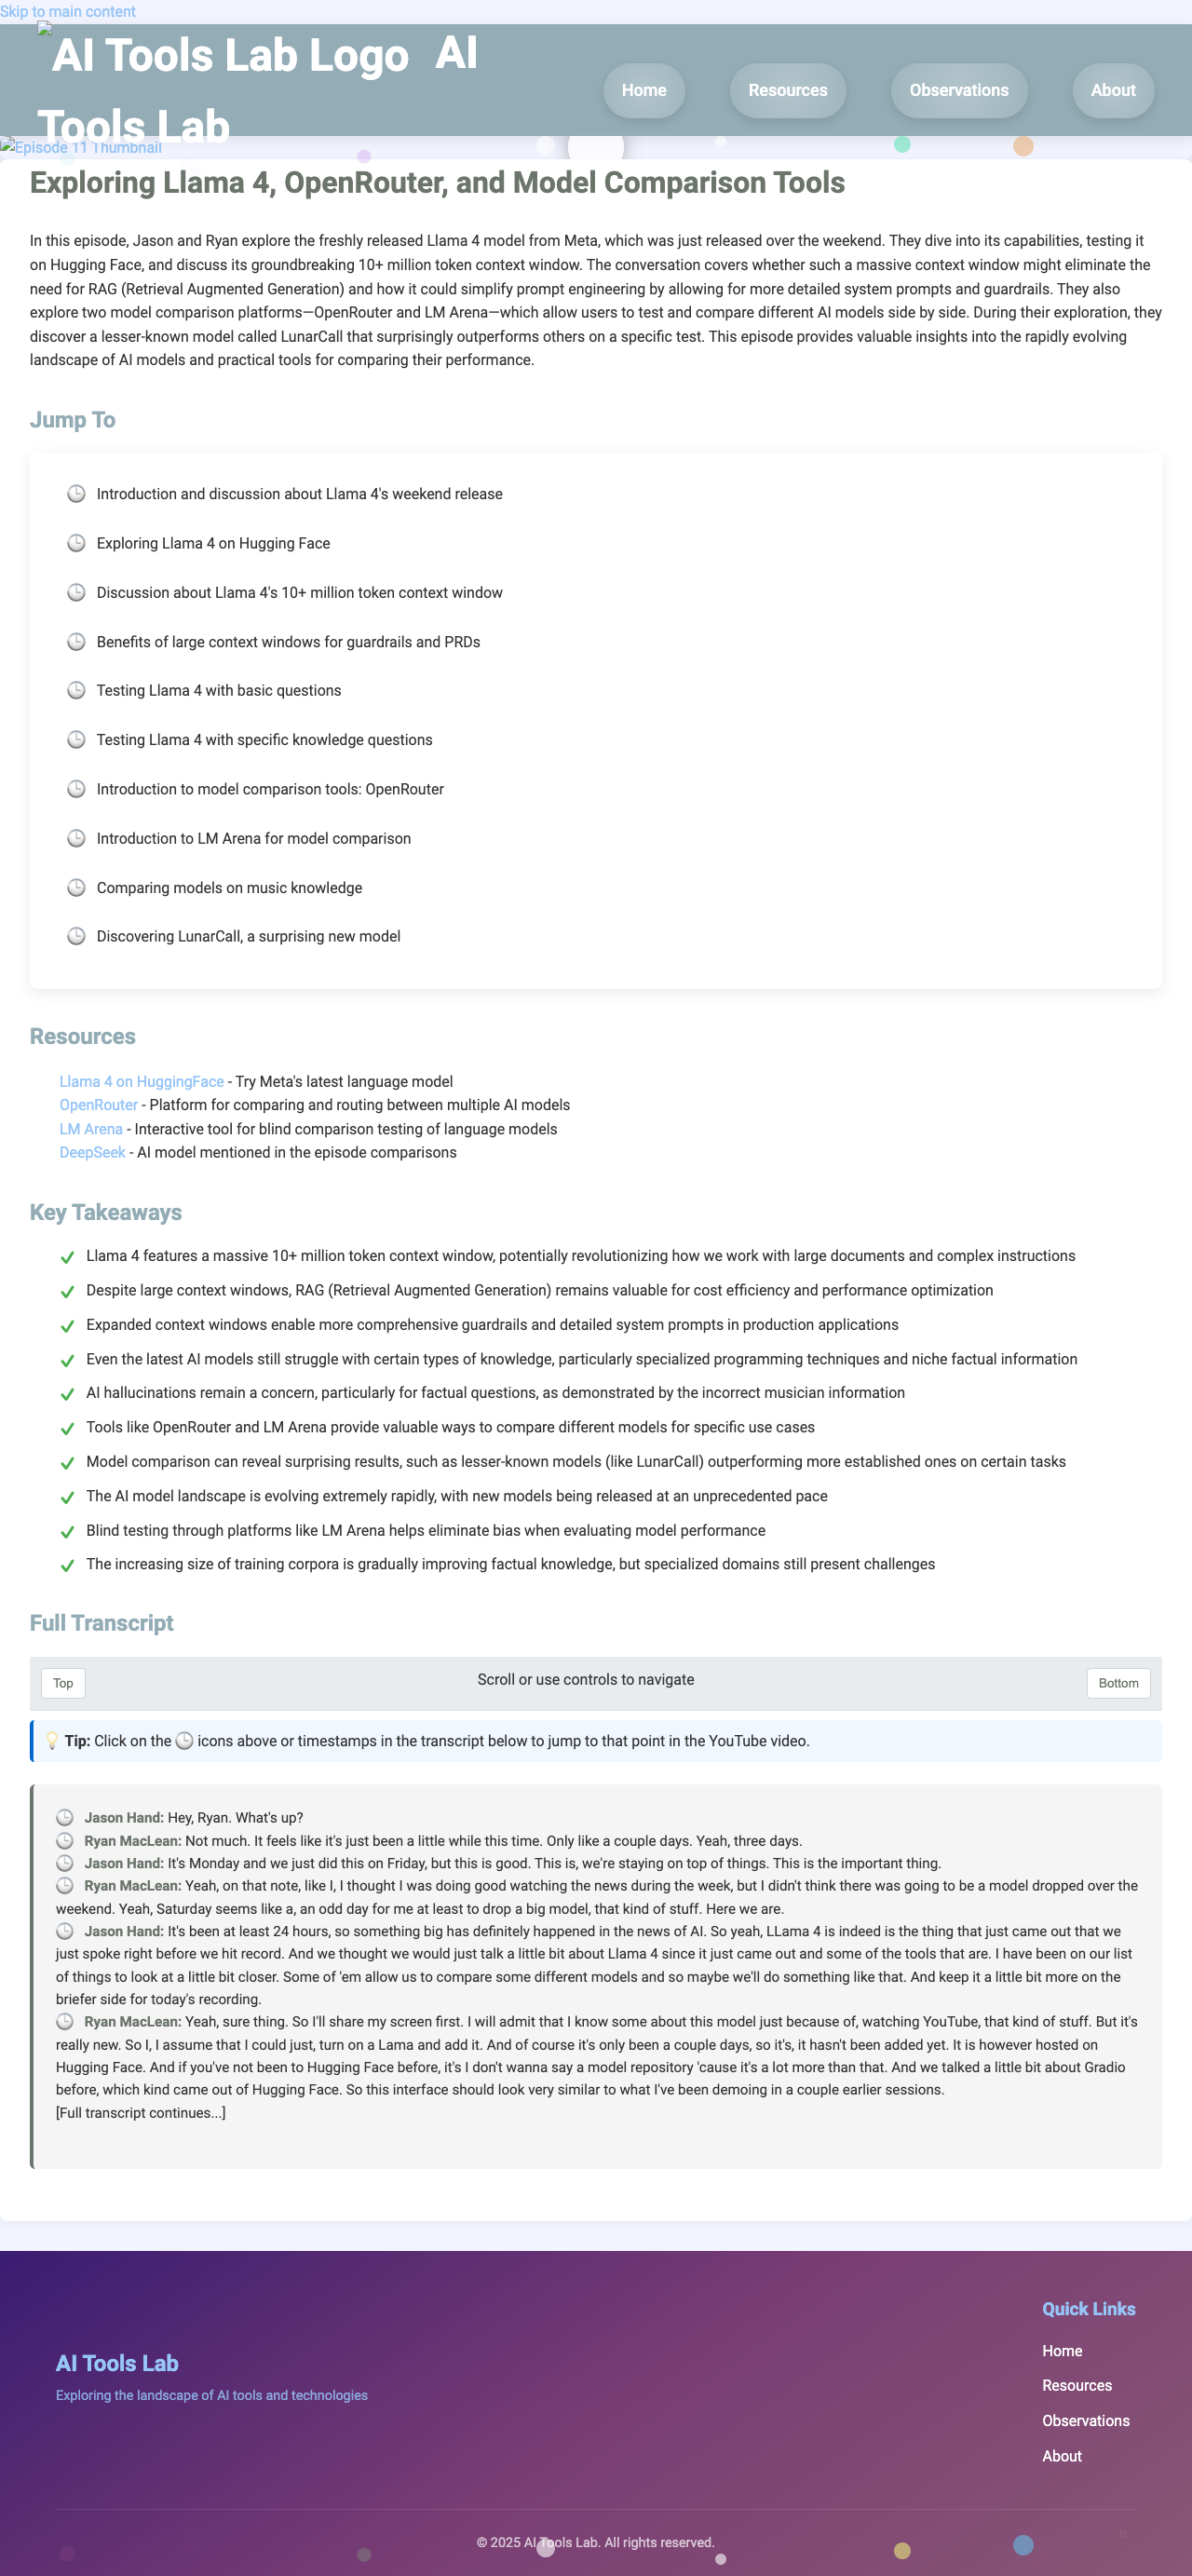 Skip to main content
AI Tools Lab Logo AI
Tools Lab
Home
Resources
Observations
About
Episode 11 Thumbnail
Exploring Llama 4, OpenRouter, and Model Comparison Tools
In this episode, Jason and Ryan explore the freshly released Llama 4 model from Meta, which was just released over the weekend. They dive into its capabilities, testing it
on Hugging Face, and discuss its groundbreaking 10+ million token context window. The conversation covers whether such a massive context window might eliminate the
need for RAG (Retrieval Augmented Generation) and how it could simplify prompt engineering by allowing for more detailed system prompts and guardrails. They also
explore two model comparison platforms—OpenRouter and LM Arena—which allow users to test and compare different AI models side by side. During their exploration, they
discover a lesser-known model called LunarCall that surprisingly outperforms others on a specific test. This episode provides valuable insights into the rapidly evolving
landscape of AI models and practical tools for comparing their performance.
Jump To
Introduction and discussion about Llama 4's weekend release
Exploring Llama 4 on Hugging Face
Discussion about Llama 4's 10+ million token context window
Benefits of large context windows for guardrails and PRDs
Testing Llama 4 with basic questions
Testing Llama 4 with specific knowledge questions
Introduction to model comparison tools: OpenRouter
Introduction to LM Arena for model comparison
Comparing models on music knowledge
Discovering LunarCall, a surprising new model
Resources
Llama 4 on HuggingFace - Try Meta's latest language model
OpenRouter - Platform for comparing and routing between multiple AI models
LM Arena - Interactive tool for blind comparison testing of language models
DeepSeek - AI model mentioned in the episode comparisons
Key Takeaways
Llama 4 features a massive 10+ million token context window, potentially revolutionizing how we work with large documents and complex instructions
Despite large context windows, RAG (Retrieval Augmented Generation) remains valuable for cost efficiency and performance optimization
Expanded context windows enable more comprehensive guardrails and detailed system prompts in production applications
Even the latest AI models still struggle with certain types of knowledge, particularly specialized programming techniques and niche factual information
AI hallucinations remain a concern, particularly for factual questions, as demonstrated by the incorrect musician information
Tools like OpenRouter and LM Arena provide valuable ways to compare different models for specific use cases
Model comparison can reveal surprising results, such as lesser-known models (like LunarCall) outperforming more established ones on certain tasks
The AI model landscape is evolving extremely rapidly, with new models being released at an unprecedented pace
Blind testing through platforms like LM Arena helps eliminate bias when evaluating model performance
The increasing size of training corpora is gradually improving factual knowledge, but specialized domains still present challenges
Full Transcript
Top
Scroll or use controls to navigate
Bottom
💡 Tip: Click on the 🕒 icons above or timestamps in the transcript below to jump to that point in the YouTube video.
Jason Hand: Hey, Ryan. What's up?
Ryan MacLean: Not much. It feels like it's just been a little while this time. Only like a couple days. Yeah, three days.
Jason Hand: It's Monday and we just did this on Friday, but this is good. This is, we're staying on top of things. This is the important thing.
Ryan MacLean: Yeah, on that note, like I, I thought I was doing good watching the news during the week, but I didn't think there was going to be a model dropped over the
weekend. Yeah, Saturday seems like a, an odd day for me at least to drop a big model, that kind of stuff. Here we are.
Jason Hand: It's been at least 24 hours, so something big has definitely happened in the news of AI. So yeah, LLama 4 is indeed is the thing that just came out that we
just spoke right before we hit record. And we thought we would just talk a little bit about Llama 4 since it just came out and some of the tools that are. I have been on our list
of things to look at a little bit closer. Some of 'em allow us to compare some different models and so maybe we'll do something like that. And keep it a little bit more on the
briefer side for today's recording.
Ryan MacLean: Yeah, sure thing. So I'll share my screen first. I will admit that I know some about this model just because of, watching YouTube, that kind of stuff. But it's
really new. So I, I assume that I could just, turn on a Lama and add it. And of course it's only been a couple days, so it's, it hasn't been added yet. It is however hosted on
Hugging Face. And if you've not been to Hugging Face before, it's I don't wanna say a model repository 'cause it's a lot more than that. And we talked a little bit about Gradio
before, which kind came out of Hugging Face. So this interface should look very similar to what I've been demoing in a couple earlier sessions.
[Full transcript continues...]
AI Tools Lab
Exploring the landscape of AI tools and technologies
Quick Links
Home
Resources
Observations
About
© 2025 AI Tools Lab. All rights reserved.